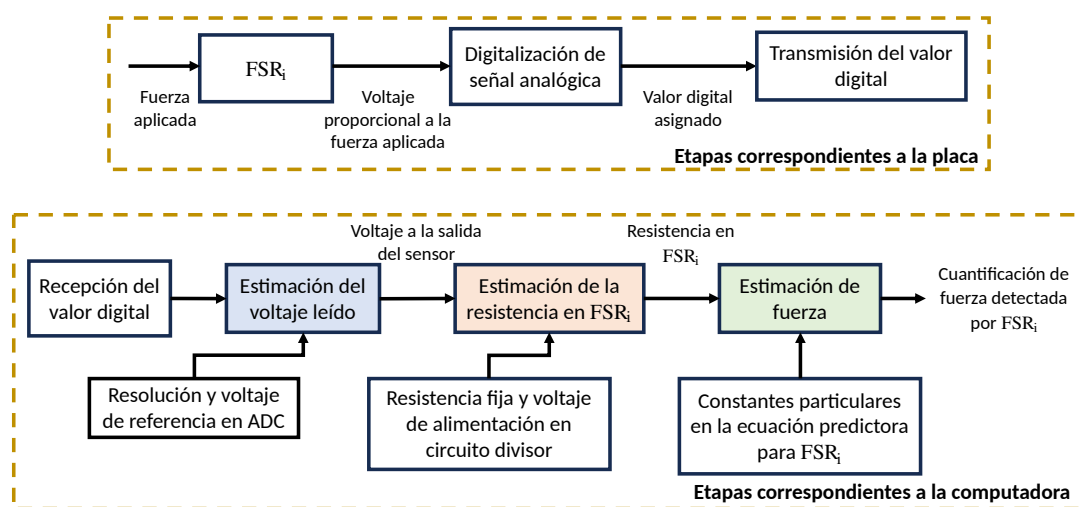 FSRi
Digitalización de
señal analógica
Transmisión del valor
digital
Fuerza
aplicada
Voltaje
proporcional a la
fuerza aplicada
Valor digital
asignado
Etapas correspondientes a la placa
Recepción del
valor digital
Estimación del
voltaje leído
Voltaje a la salida
del sensor
Estimación de la
resistencia en FSRi
Resistencia en
FSRi
Estimación de
fuerza
Cuantificación de
fuerza detectada
por FSRi
Resolución y voltaje
de referencia en ADC
Resistencia fija y voltaje
de alimentación en
circuito divisor
Constantes particulares
en la ecuación predictora
para FSRi
Etapas correspondientes a la computadora